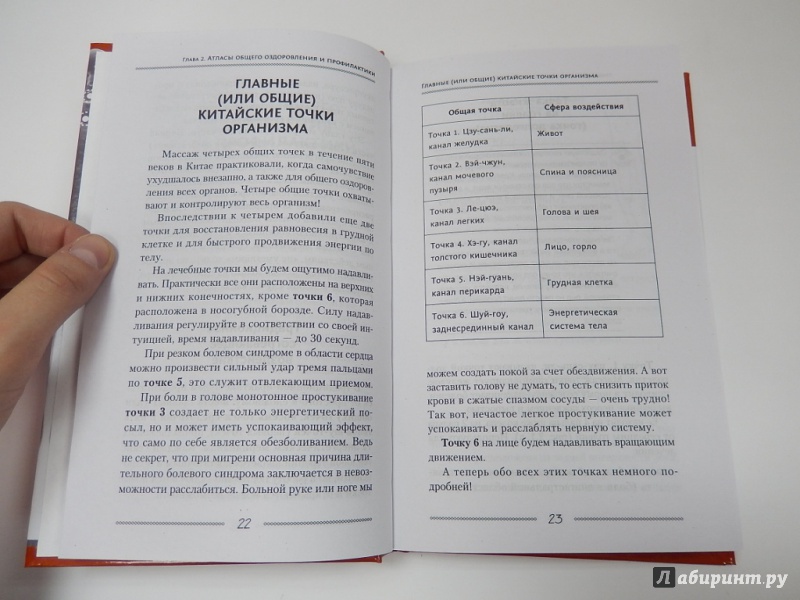 Глава 2. Атласы общего оздоровления и профилактики
ГЛАВНЫЕ
(ИЛИ ОБЩИЕ)
КИТАЙСКИЕ ТОЧКИ
ОРГАНИЗМА
Массаж четырех общих точек в течение пяти
веков в Китае практиковали, когда самочувствие
ухудшалось внезапно, а также для общего оздоров-
ления всех органов. Четыре общие точки охваты-
вают и контролируют весь организм!
Впоследствии к четырем добавили еще две
точки для восстановления равновесия в грудной
клетке и для быстрого продвижения энергии по
телу.
На лечебные точки мы будем ощутимо надавли-
вать. Практически все они расположены на верхних
и нижних конечностях, кроме точки 6, которая
расположена в носогубной борозде. Силу надав-
ливания регулируйте в соответствии со своей ин-
туицией, время надавливания — до 30 секунд.
При резком болевом синдроме в области сердца
можно произвести сильный удар тремя пальцами
по точке 5, это служит отвлекающим приемом.
При боли в голове монотонное простукивание
точки 3 создает не только энергетический по-
сыл, но и может иметь успокаивающий эффект,
что само по себе является обезболиванием. Ведь
не секрет, что при мигрени основная причина дли-
тельного болевого синдрома заключается в невоз-
можности расслабиться. Больной руке или ноге мы
22
Главные (или общие) китайские точки организма
Общая точка Сфера воздействия
Точка 1. Цзу-сань-ли, Живот
канал желудка
Точка 2. Вэй-чжун, Спина и поясница
канал мочевого
пузыря
Точка 3. Ле-цюэ, Голова и шея
канал легких
Точка 4. Хэ-гу, канал Лицо, горло
толстого кишечника
Точка 5. Нэй-гуань, Грудная клетка
канал перикарда
Точка 6. Шуй-гоу, Энергетическая
заднесрединный канал система тела
можем создать покой за счет обездвижения. А вот
заставить голову не думать, то есть снизить приток
крови в сжатые спазмом сосуды — очень трудно!
Так вот, нечастое легкое простукивание может
успокаивать и расслаблять нервную систему.
Точку 6 на лице будем надавливать вращающим
движением.
А теперь обо всех этих точках немного по-
дробней!
23
Лабиринт.ру